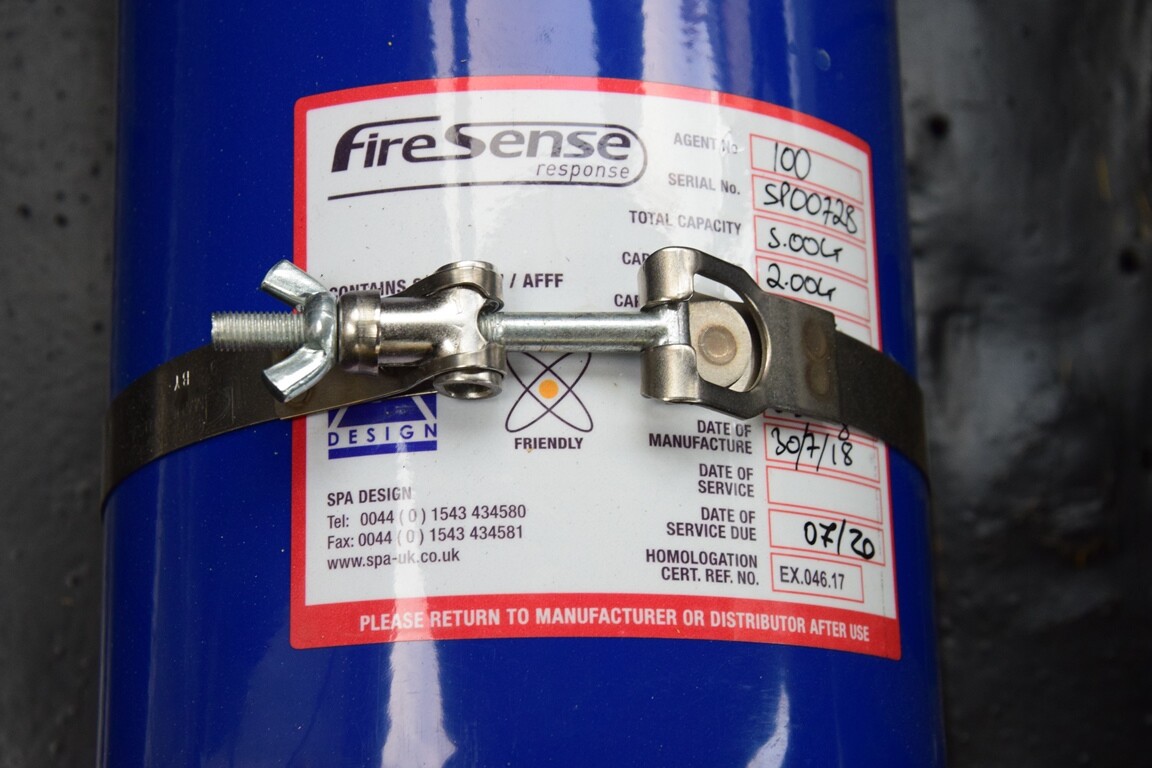 FireSense
response
AGENT No 100
SERIAL No. SP00728
TOTAL CAPACITY 5.00Lt
2.00Lt
CONTAINS / AFFF
DESIGN
FRIENDLY
DATE OF
MANUFACTURE 30/7/18
DATE OF
SERVICE
DATE OF
SERVICE DUE 07/20
HOMOLOGATION
CERT. REF. NO. EX.046.17
SPA DESIGN
Tel: 0044 ( 0 ) 1543 434580
Fax: 0044 ( 0 ) 1543 434581
www.spa-uk.co.uk
PLEASE RETURN TO MANUFACTURER OR DISTRIBUTOR AFTER USE
BY